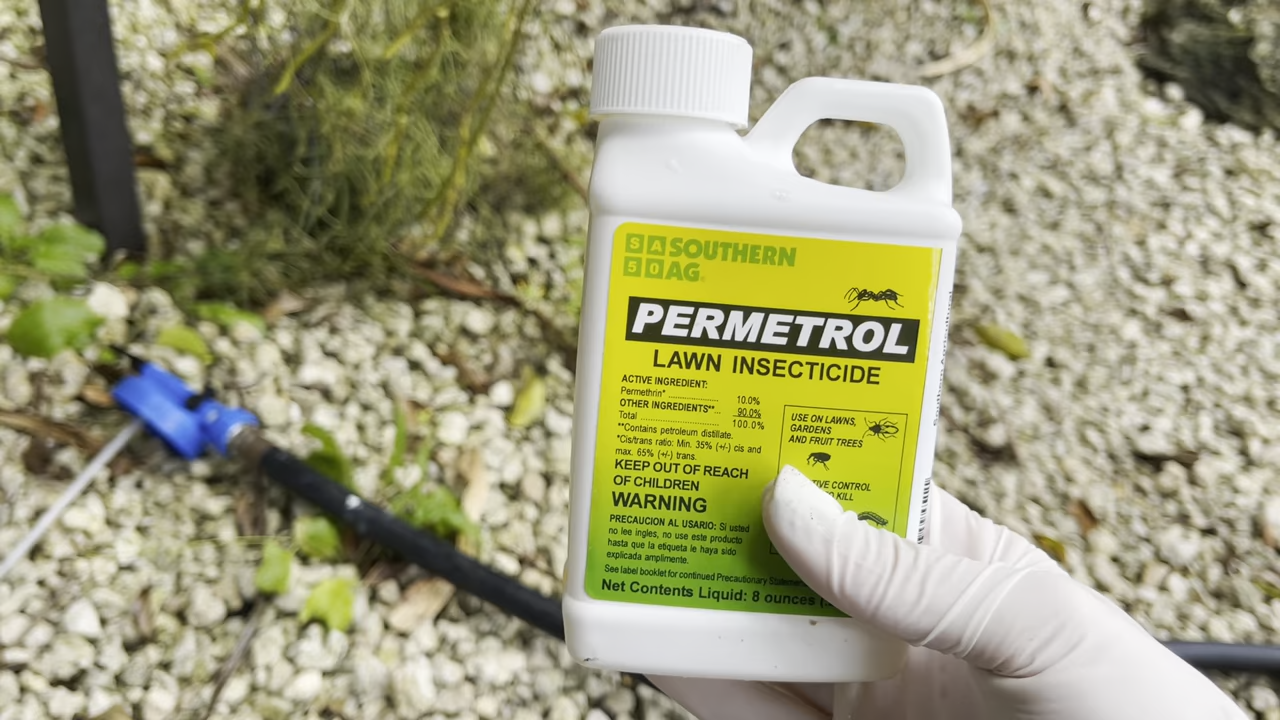 SA SOUTHERN
50 AG
PERMETROL
LAWN INSECTICIDE
ACTIVE INGREDIENT:
Permethrin* .................... 10.0%
OTHER INGREDIENTS**... 90.0%
Total .............................. 100.0%
**Contains petroleum distillate.
*Cis/trans ratio: Min. 35% (+/-) cis and
max. 65% (+/-) trans.
KEEP OUT OF REACH
OF CHILDREN
WARNING
PRECAUCION AL USARIO: Si usted
no lee ingles, no use este producto
hasta que la etiqueta le haya sido
explicada amplimente.
See label booklet for continued Precautionary
Net Contents Liquid: 8 ounces
USE ON LAWNS,
GARDENS
AND FRUIT TREES
CONTROL
KILL